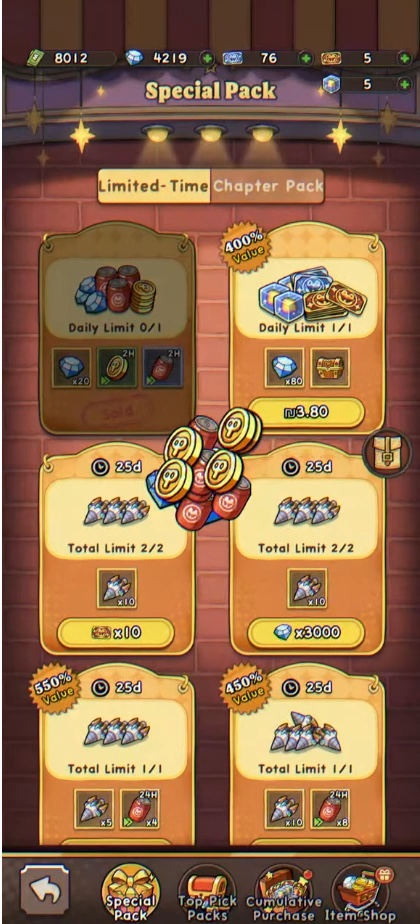 8012
4219
76
5
Special Pack
5
Limited-Time
Chapter Pack
400%
Value
Daily Limit 0/1
Daily Limit 1/1
x20
2H
2H
x80
Sold
₪3.80
25d
25d
Total Limit 2/2
Total Limit 2/2
x10
x10
x10
x3000
550%
Value
25d
450%
Value
25d
Total Limit 1/1
Total Limit 1/1
x5
24H
x4
x10
24H
x8
Special
Pack
Top Pick
Packs
Cumulative
Purchase
Item Shop